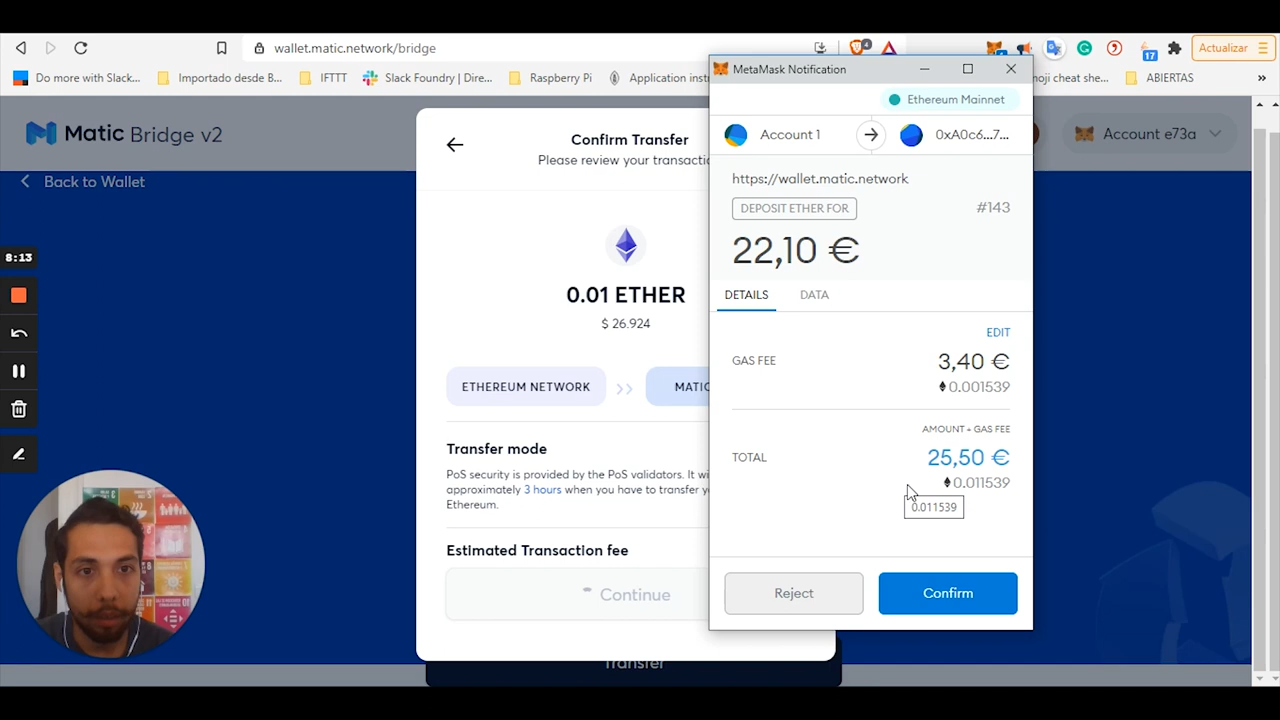 wallet.matic.network/bridge
4
17
Actualizar
Do more with Slack...
Importado desde B...
IFTTT
Slack Foundry | Dire...
Raspberry Pi
Application inst
noji cheat she...
ABIERTAS
»
MetaMask Notification
Ethereum Mainnet
Account 1
0xA0c6...7...
Matic Bridge v2
Account e73a
Back to Wallet
Confirm Transfer
Please review your transacti
https://wallet.matic.network
DEPOSIT ETHER FOR
#143
22,10 €
DETAILS
DATA
8:13
0.01 ETHER
$ 26.924
EDIT
GAS FEE
3,40 €
0.001539
ETHEREUM NETWORK
MATIC
AMOUNT + GAS FEE
TOTAL
25,50 €
0.011539
0.011539
Transfer mode
PoS security is provided by the PoS validators. It wi
approximately 3 hours when you have to transfer
Ethereum.
Estimated Transaction fee
Continue
Reject
Confirm
Transfer